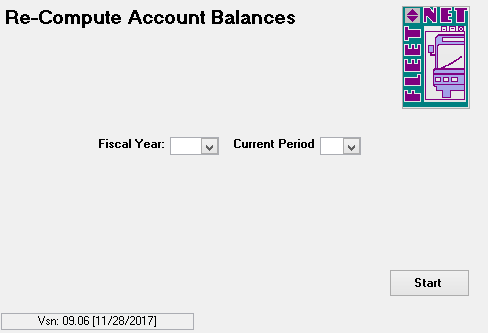 Re-Compute Account Balances
FLEET NET
Fiscal Year: Current Period
Start
Vsn: 09.06 [11/28/2017]